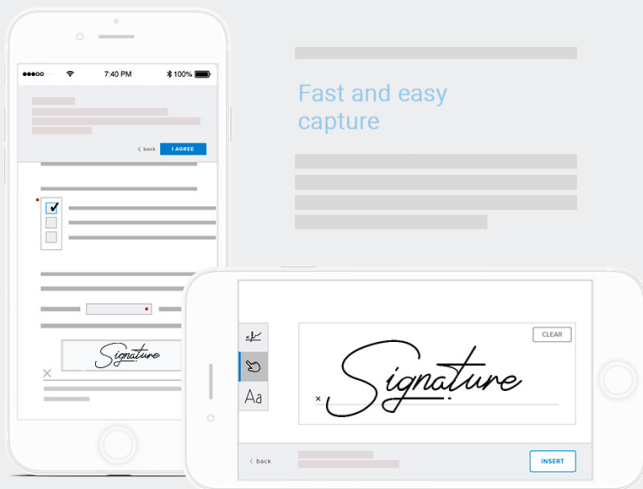 7:40 PM
100%
Fast and easy
capture
< back
I AGREE
Signature
CLEAR
Signature
×
Aa
< back
INSERT